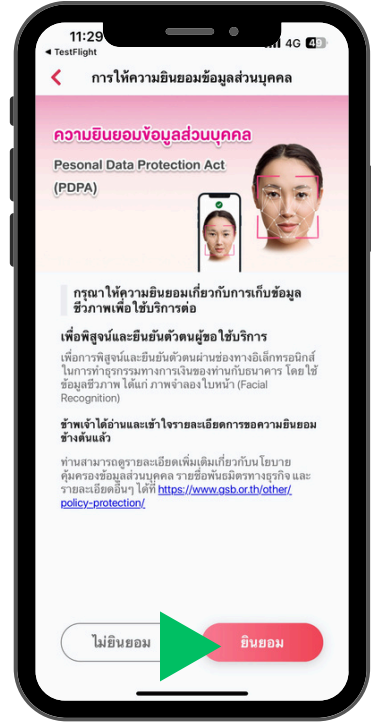 11:29
4G 49
◀ TestFlight
การให้ความยินยอมข้อมูลส่วนบุคคล
ความยินยอมข้อมูลส่วนบุคคล
Pesonal Data Protection Act
(PDPA)
กรุณาให้ความยินยอมเกี่ยวกับการเก็บข้อมูล
ชีวภาพเพื่อใช้บริการต่อ
เพื่อพิสูจน์และยืนยันตัวตนผู้ขอใช้บริการ
เพื่อการพิสูจน์และยืนยันตัวตนผ่านช่องทางอิเล็กทรอนิกส์
ในการทำธุรกรรมทางการเงินของท่านกับธนาคาร โดยใช้
ข้อมูลชีวภาพ ได้แก่ ภาพจำลองใบหน้า (Facial
Recognition)
ข้าพเจ้าได้อ่านและเข้าใจรายละเอียดการขอความยินยอม
ข้างต้นแล้ว
ท่านสามารถดูรายละเอียดเพิ่มเติมเกี่ยวกับนโยบาย
คุ้มครองข้อมูลส่วนบุคคล รายชื่อพันธมิตรทางธุรกิจ และ
รายละเอียดอื่นๆ ได้ที่ https://www.gsb.or.th/other/
policy-protection/
ไม่ยินยอม
ยินยอม